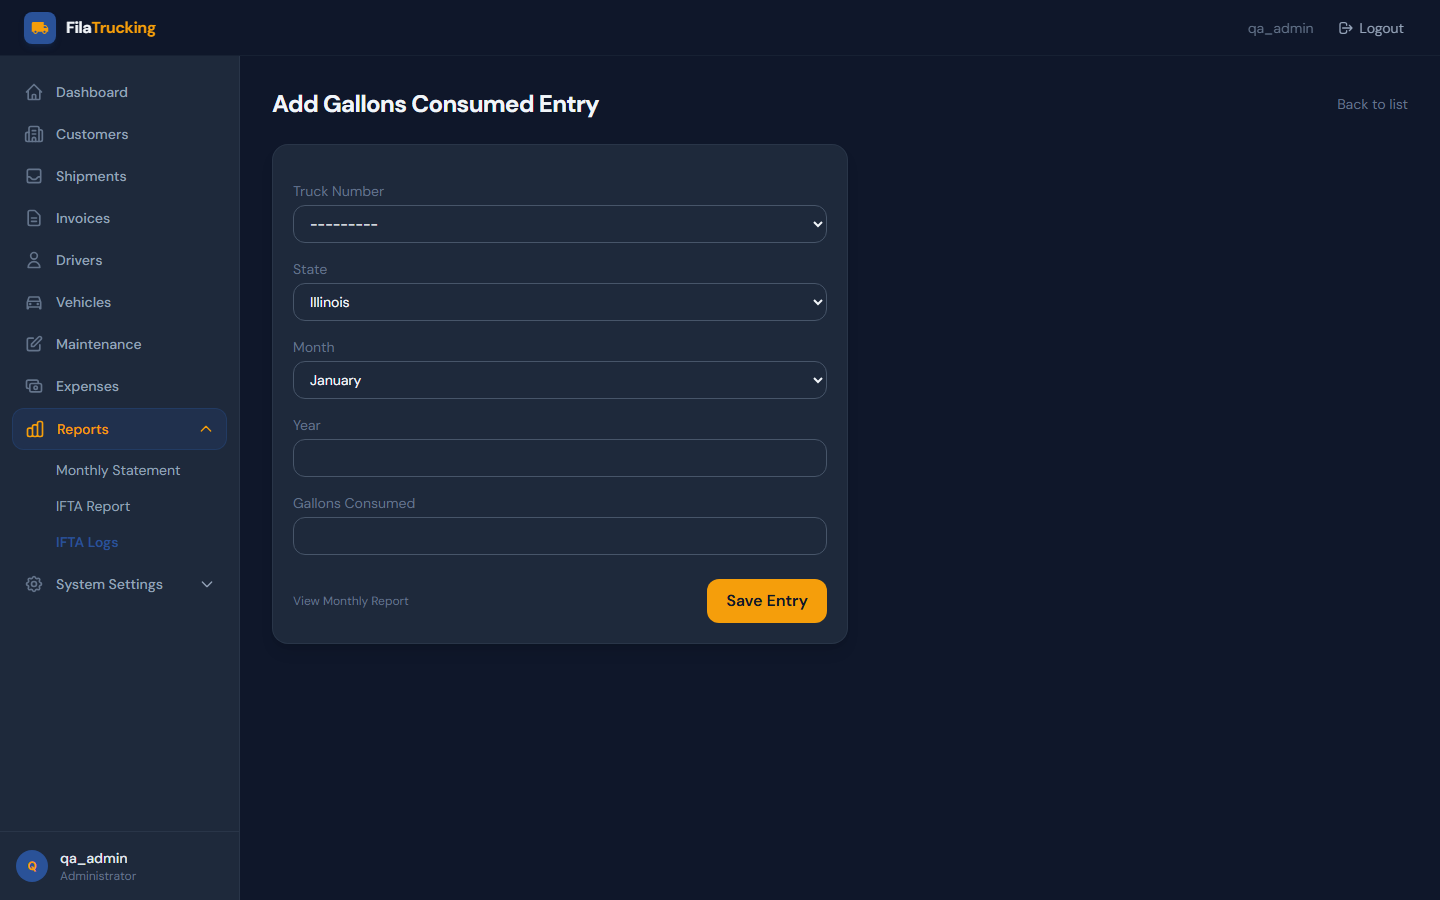 FilaTrucking
qa_admin
Logout
Dashboard
Customers
Shipments
Invoices
Drivers
Vehicles
Maintenance
Expenses
Reports
Monthly Statement
IFTA Report
IFTA Logs
System Settings
Q
qa_admin
Administrator
Add Gallons Consumed Entry
Back to list
Truck Number
---------
State
Illinois
Month
January
Year
Gallons Consumed
View Monthly Report
Save Entry